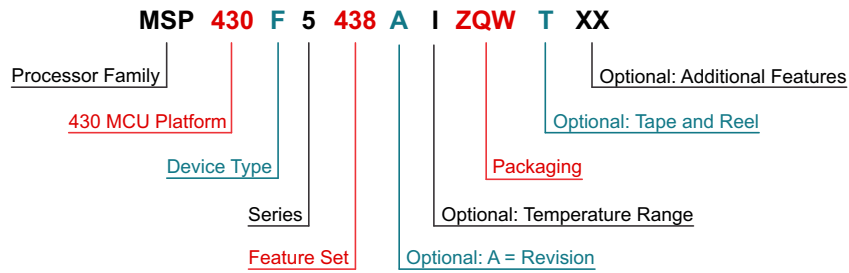 MSP 430 F 5 438 A I ZQW T XX
Processor Family
Optional: Additional Features
430 MCU Platform
Optional: Tape and Reel
Device Type
Packaging
Series
Optional: Temperature Range
Feature Set
Optional: A = Revision